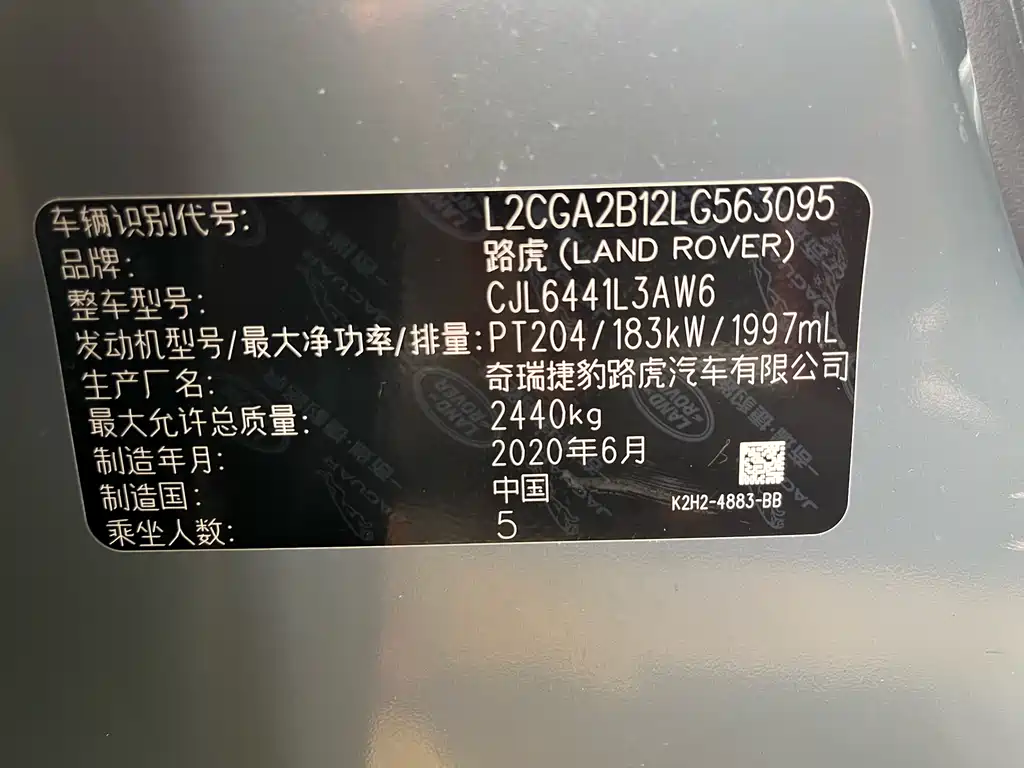 车辆识别代号: L2CGA2B12LG563095
品牌: 路虎(LAND ROVER)
整车型号: CJL6441L3AW6
发动机型号/最大净功率/排量: PT204/183kW/1997mL
生产厂名: 奇瑞捷豹路虎汽车有限公司
最大允许总质量: 2440kg
制造年月: 2020年6月
制造国: 中国
K2H2-4883-BB
乘坐人数: 5
LAND ROVER
LAND ROVER